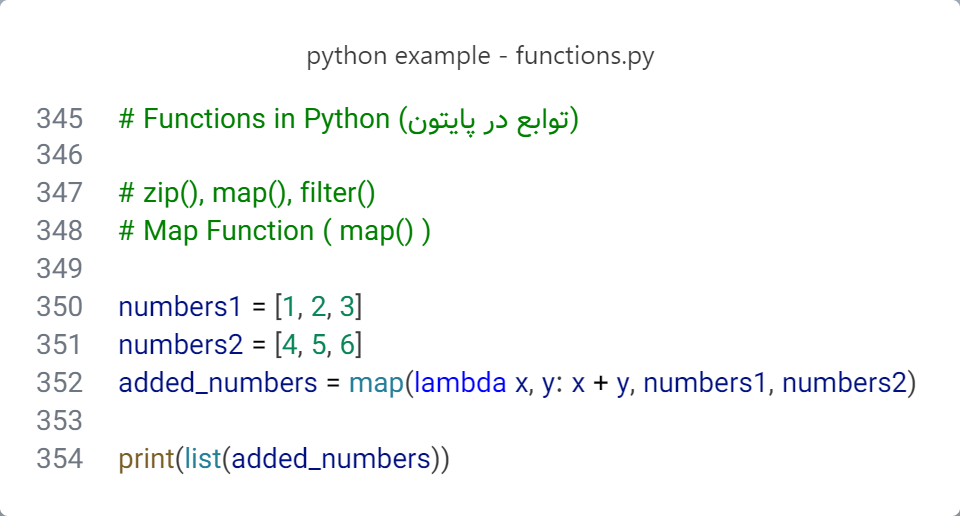 python example - functions.py
345 # Functions in Python (توابع در پایتون)
346
347 # zip(), map(), filter()
348 # Map Function ( map() )
349
350 numbers1 = [1, 2, 3]
351 numbers2 = [4, 5, 6]
352 added_numbers = map(lambda x, y: x + y, numbers1, numbers2)
353
354 print(list(added_numbers))